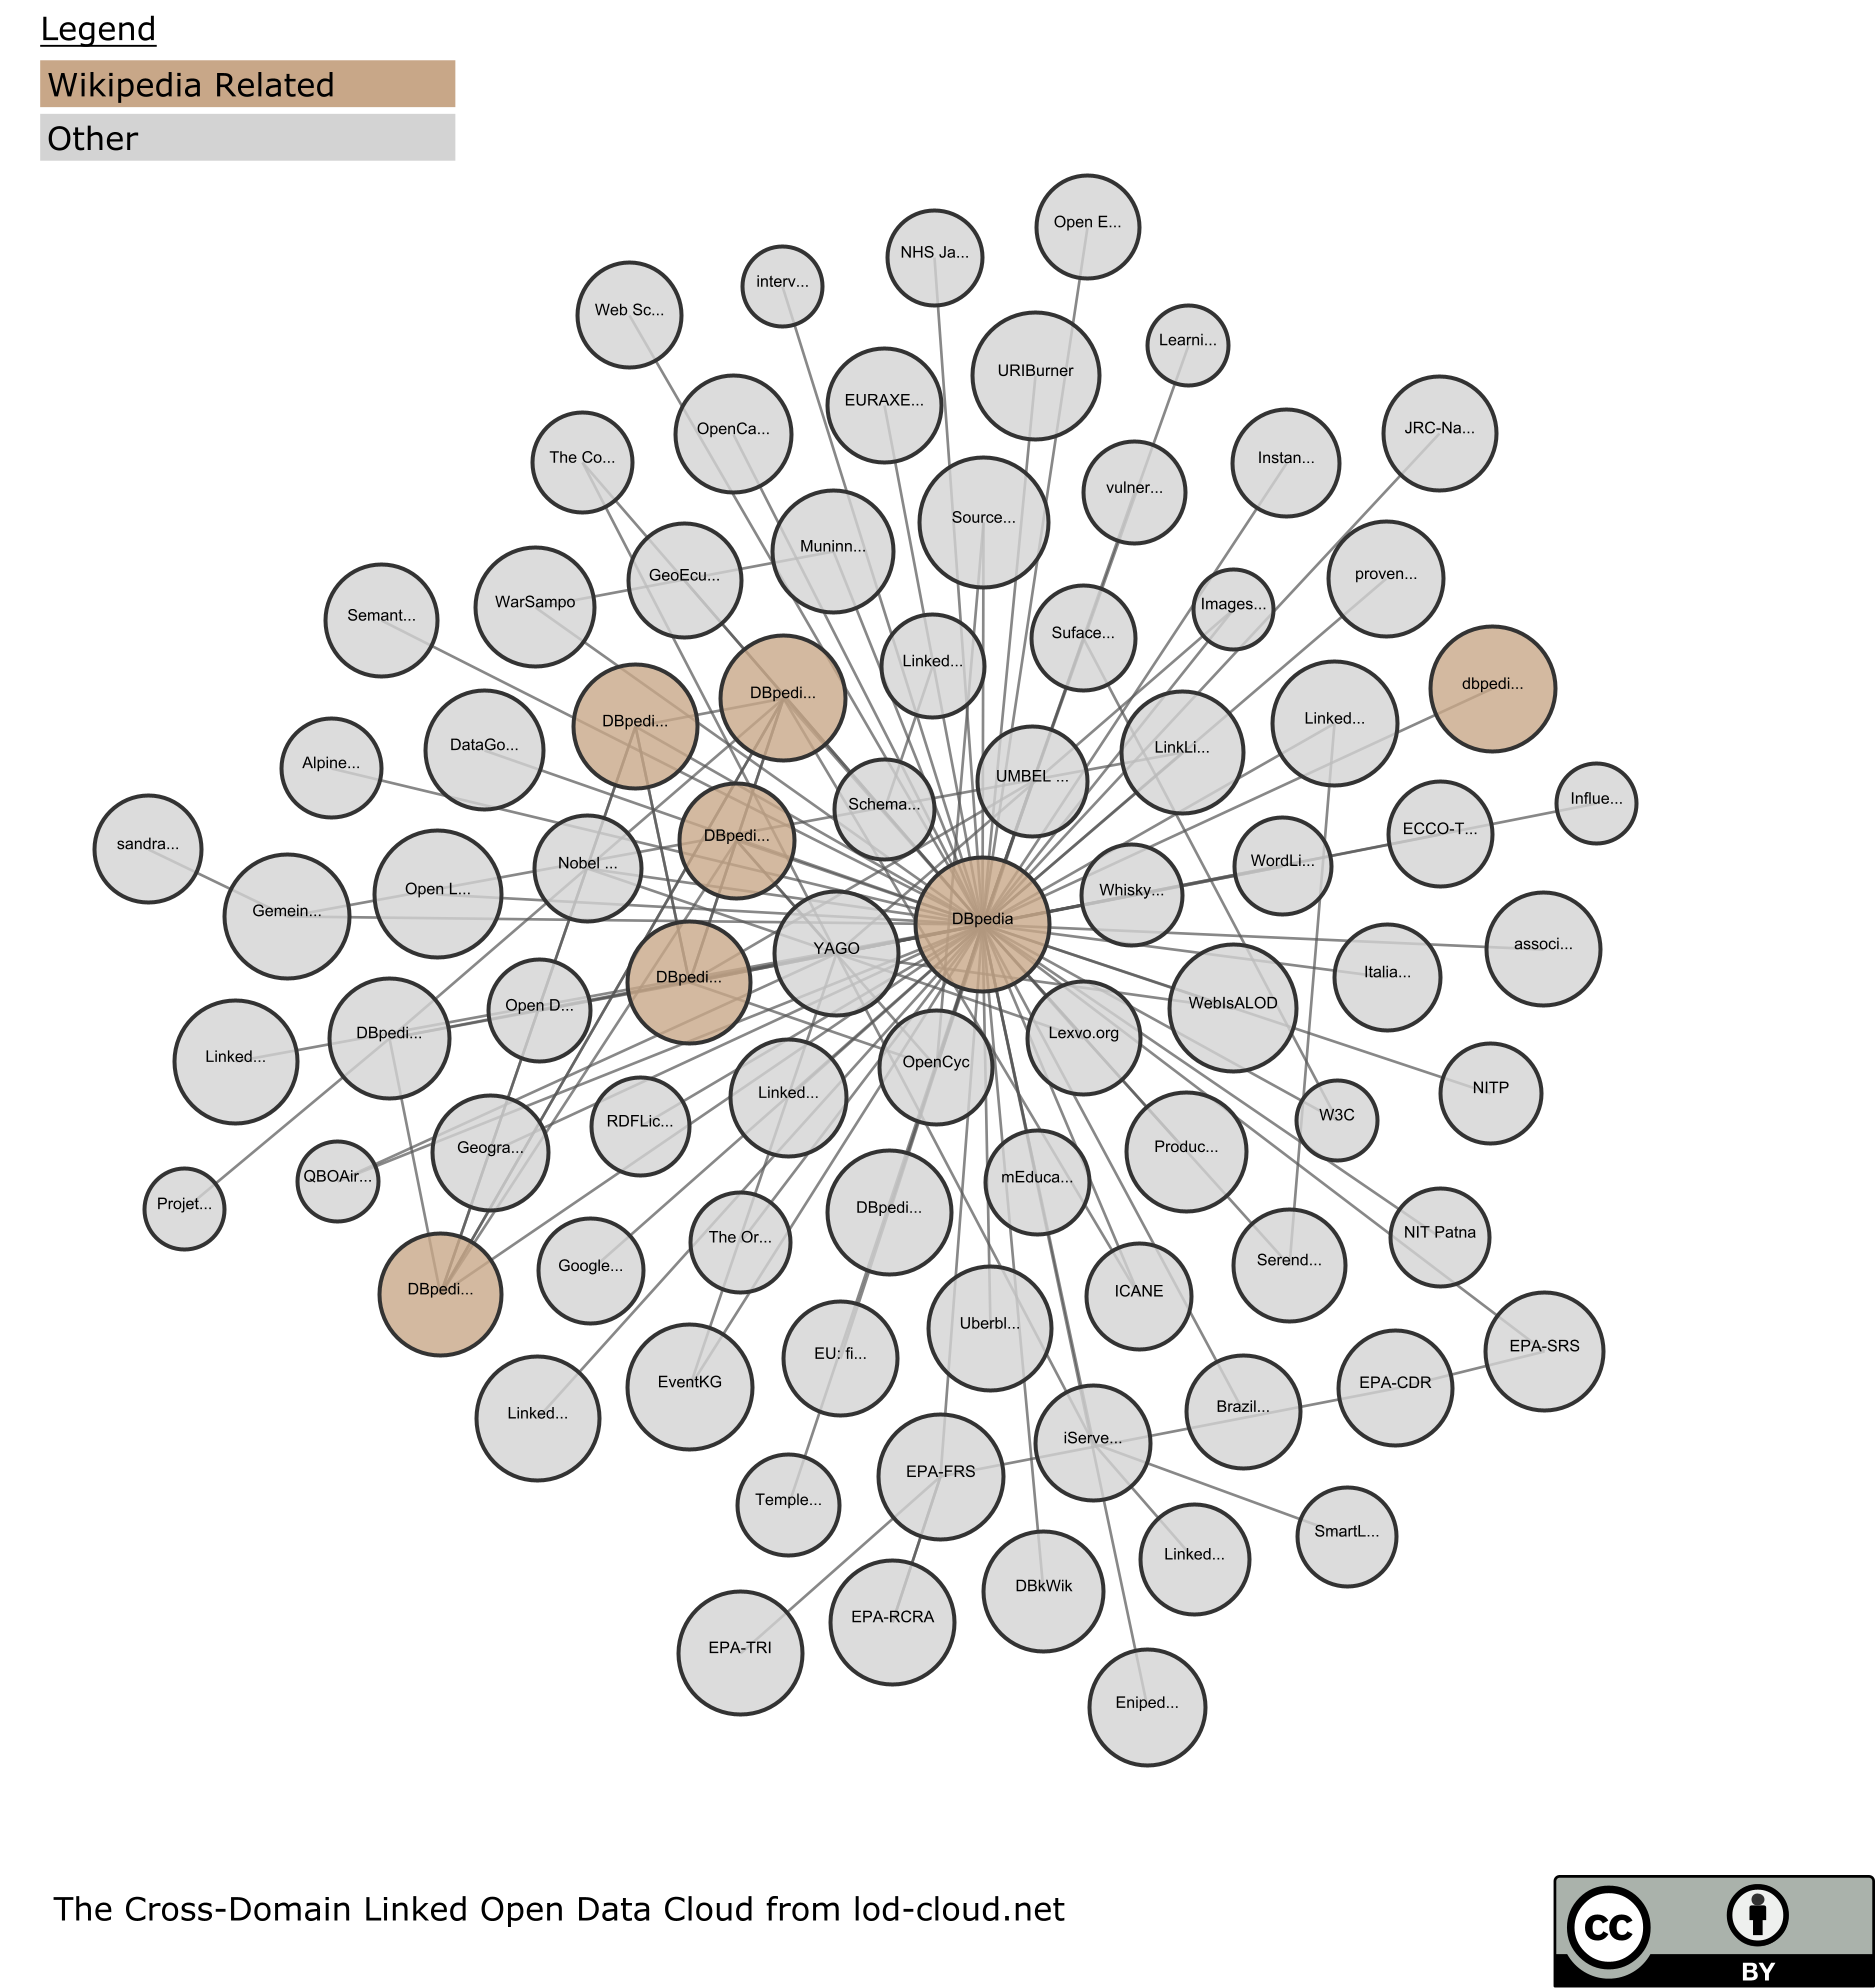 Legend
Wikipedia Related
Other
Open E...
NHS Ja...
interv...
Web Sc...
Learni...
URIBurner
EURAXE...
OpenCa...
JRC-Na...
The Co...
Instan...
vulner...
Source...
Muninn...
GeoEcu...
proven...
WarSampo
Images...
Semant...
Suface...
Linked...
DBpedi...
dbpedi...
DBpedi...
Linked...
DataGo...
LinkLi...
Alpine...
UMBEL ...
Influe...
Schema...
ECCO-T...
DBpedi...
sandra...
Nobel ...
WordLi...
Open L...
Whisky...
Gemein...
DBpedia
associ...
YAGO
Italia...
DBpedi...
Open D...
WebIsALOD
DBpedi...
Lexvo.org
Linked...
OpenCyc
NITP
Linked...
RDFLic...
W3C
Geogra...
Produc...
QBOAir...
mEduca...
Projet...
DBpedi...
The Or...
NIT Patna
Google...
Serend...
DBpedi...
ICANE
Uberbl...
EPA-SRS
EU: fi...
EventKG
EPA-CDR
Linked...
Brazil...
iServe...
EPA-FRS
Temple...
SmartL...
Linked...
DBkWik
EPA-RCRA
EPA-TRI
Eniped...
The Cross-Domain Linked Open Data Cloud from lod-cloud.net
cc
BY